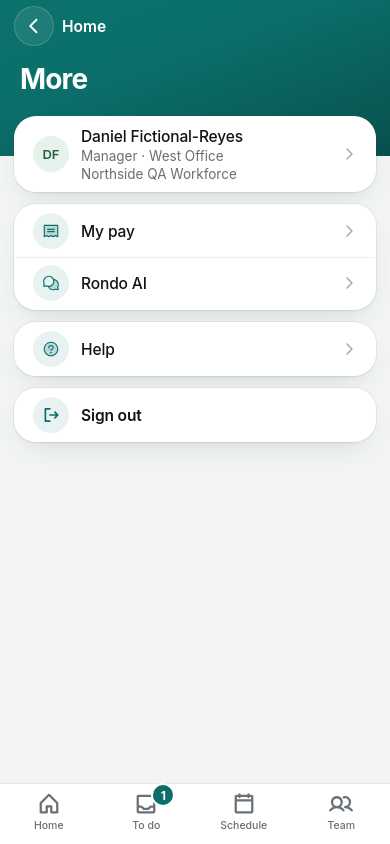 Home
More
DF
Daniel Fictional-Reyes
Manager · West Office
Northside QA Workforce
My pay
Rondo AI
Help
Sign out
1
Home
To do
Schedule
Team